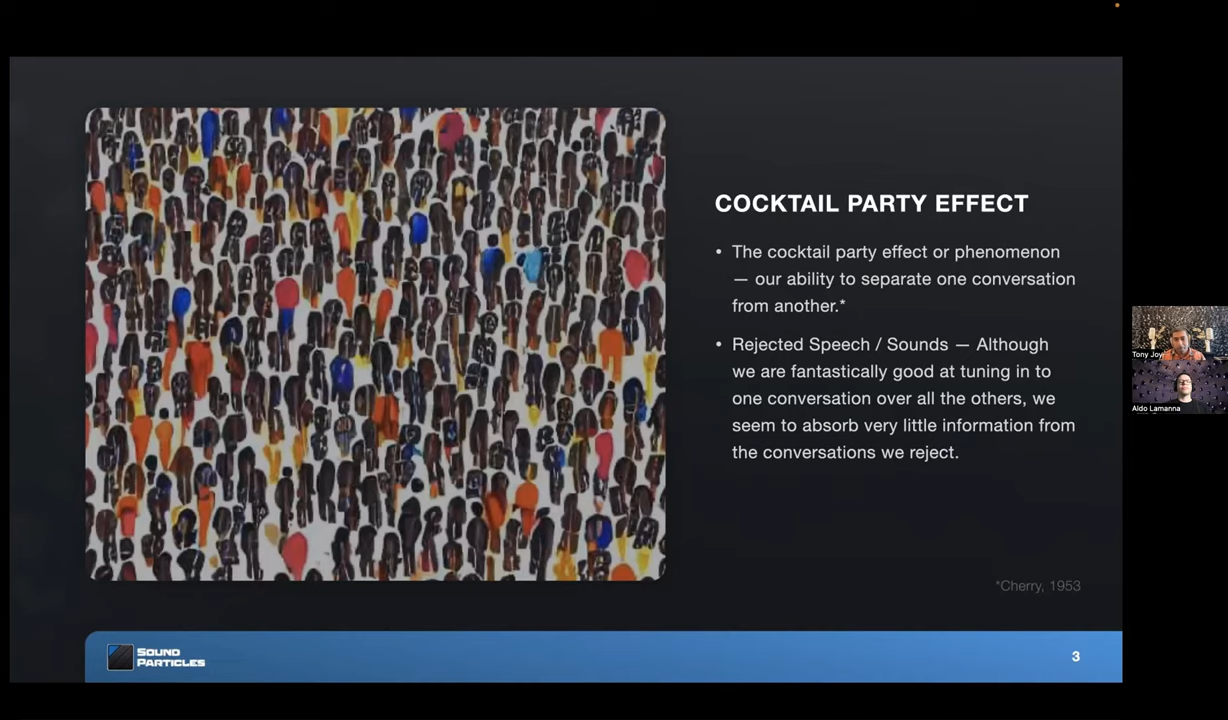 COCKTAIL PARTY EFFECT
• The cocktail party effect or phenomenon
— our ability to separate one conversation
from another.*
• Rejected Speech / Sounds — Although
we are fantastically good at tuning in to
one conversation over all the others, we
seem to absorb very little information from
the conversations we reject.
*Cherry, 1953
SOUND
PARTICLES
3
Tony Joy
Aldo Lamanna